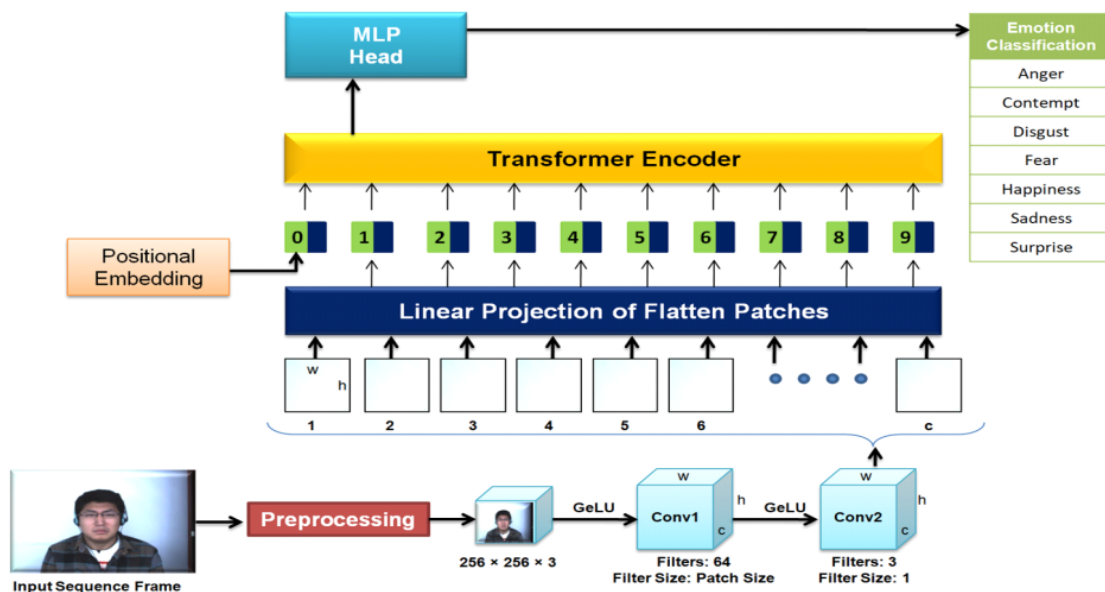 MLP
Head
Emotion
Classification
Anger
Contempt
Disgust
Fear
Happiness
Sadness
Surprise
Transformer Encoder
0 1 2 3 4 5 6 7 8 9
Positional
Embedding
Linear Projection of Flatten Patches
w
h
1 2 3 4 5 6 c
Input Sequence Frame
Preprocessing
256 × 256 × 3
GeLU
w
h
Conv1
c
Filters: 64
Filter Size: Patch Size
GeLU
w
h
Conv2
c
Filters: 3
Filter Size: 1